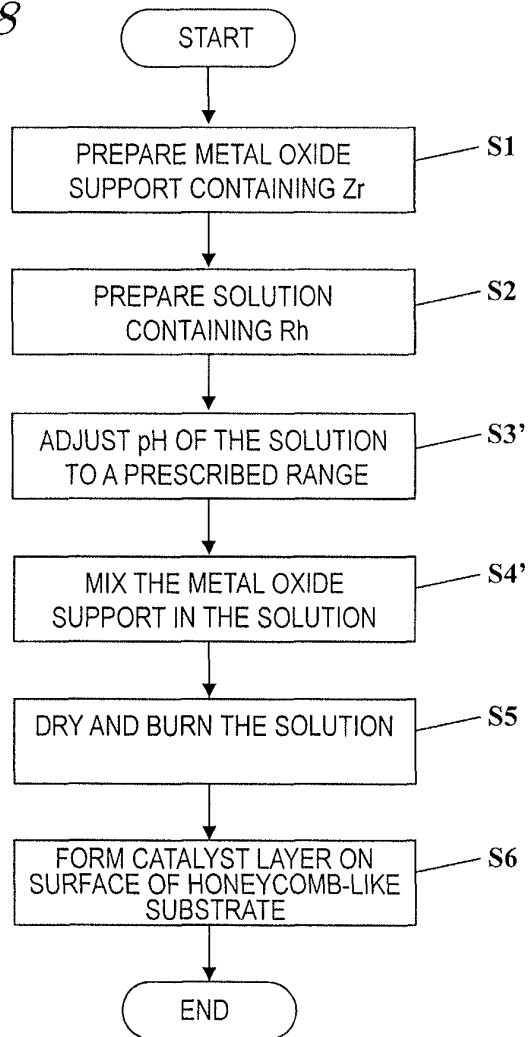 8
START
PREPARE METAL OXIDE
SUPPORT CONTAINING Zr
S1
PREPARE SOLUTION
CONTAINING Rh
S2
ADJUST pH OF THE SOLUTION
TO A PRESCRIBED RANGE
S3'
MIX THE METAL OXIDE
SUPPORT IN THE SOLUTION
S4'
DRY AND BURN THE SOLUTION
S5
FORM CATALYST LAYER ON
SURFACE OF HONEYCOMB-LIKE
SUBSTRATE
S6
END